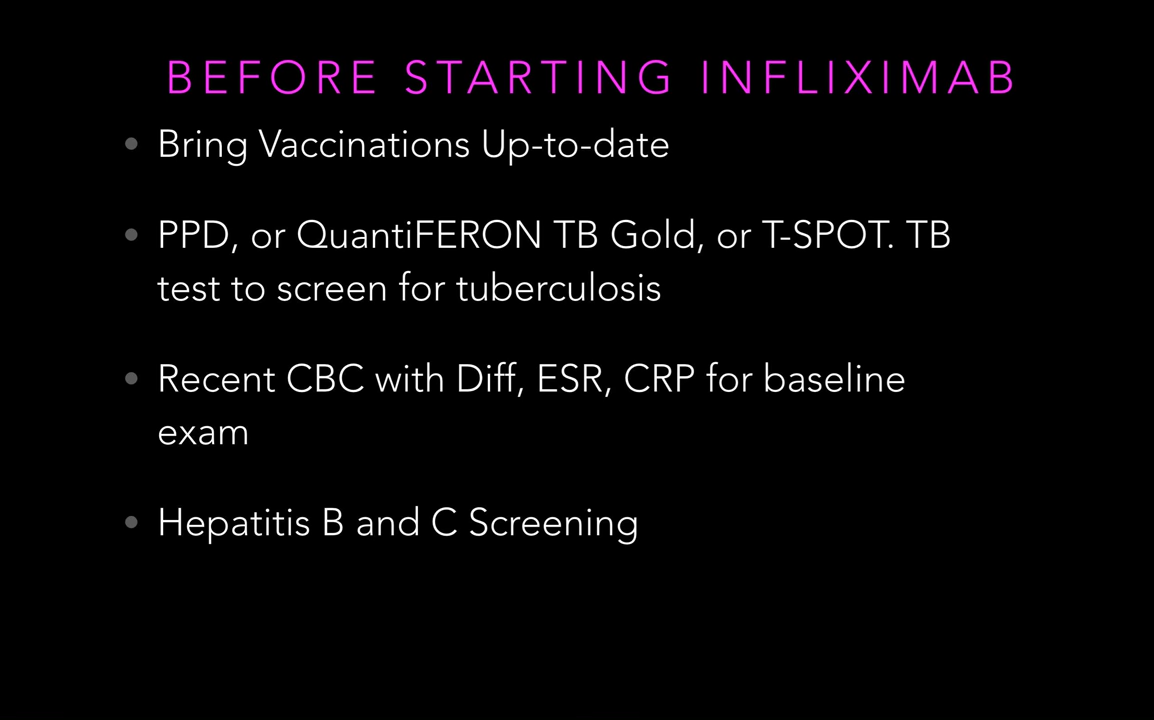 BEFORE STARTING INFLIXIMAB
• Bring Vaccinations Up-to-date
• PPD, or QuantiFERON TB Gold, or T-SPOT. TB
test to screen for tuberculosis
• Recent CBC with Diff, ESR, CRP for baseline
exam
• Hepatitis B and C Screening